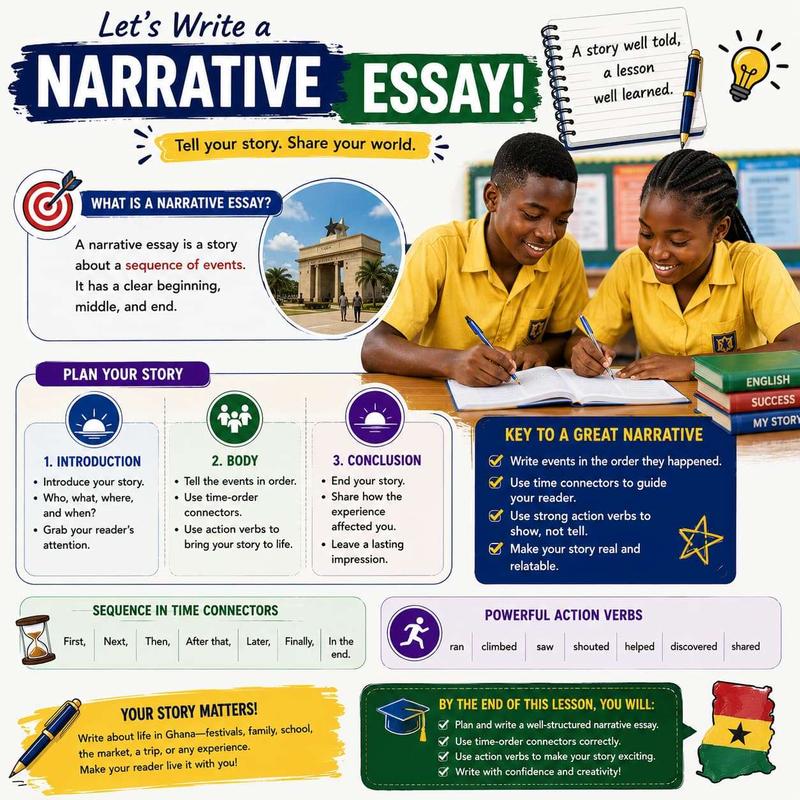 Let's Write a
NARRATIVE ESSAY!
Tell your story. Share your world.
A story well told,
a lesson
well learned.
WHAT IS A NARRATIVE ESSAY?
A narrative essay is a story
about a sequence of events.
It has a clear beginning,
middle, and end.
ENGLISH
SUCCESS
MY STORY
PLAN YOUR STORY
1. INTRODUCTION
• Introduce your story.
• Who, what, where,
and when?
• Grab your reader's
attention.
2. BODY
• Tell the events in order.
• Use time-order
connectors.
• Use action verbs to
bring your story to life.
3. CONCLUSION
• End your story.
• Share how the
experience
affected you.
• Leave a lasting
impression.
KEY TO A GREAT NARRATIVE
Write events in the order they happened.
Use time connectors to guide
your reader.
Use strong action verbs to
show, not tell.
Make your story real and
relatable.
SEQUENCE IN TIME CONNECTORS
First, Next, Then, After that, Later, Finally, In the
end.
POWERFUL ACTION VERBS
ran climbed saw shouted helped discovered shared
YOUR STORY MATTERS!
Write about life in Ghana—festivals, family, school,
the market, a trip, or any experience.
Make your reader live it with you!
BY THE END OF THIS LESSON, YOU WILL:
Plan and write a well-structured narrative essay.
Use time-order connectors correctly.
Use action verbs to make your story exciting.
Write with confidence and creativity!